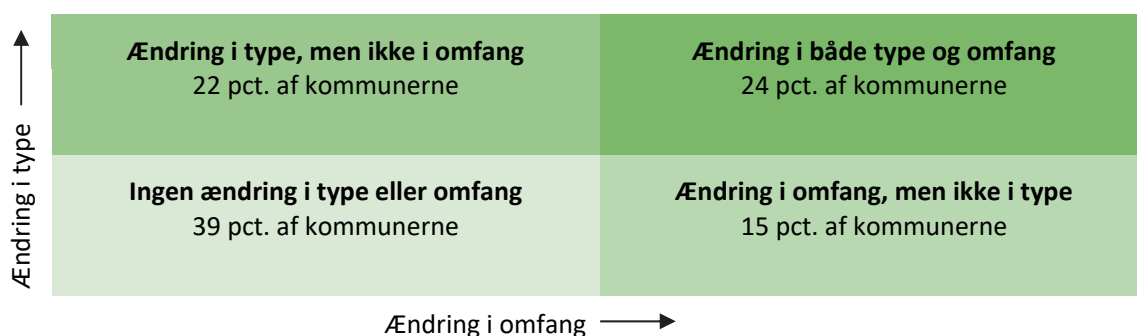 Ændring i type
Ændring i type, men ikke i omfang
22 pct. af kommunerne
Ændring i både type og omfang
24 pct. af kommunerne
Ingen ændring i type eller omfang
39 pct. af kommunerne
Ændring i omfang, men ikke i type
15 pct. af kommunerne
Ændring i omfang